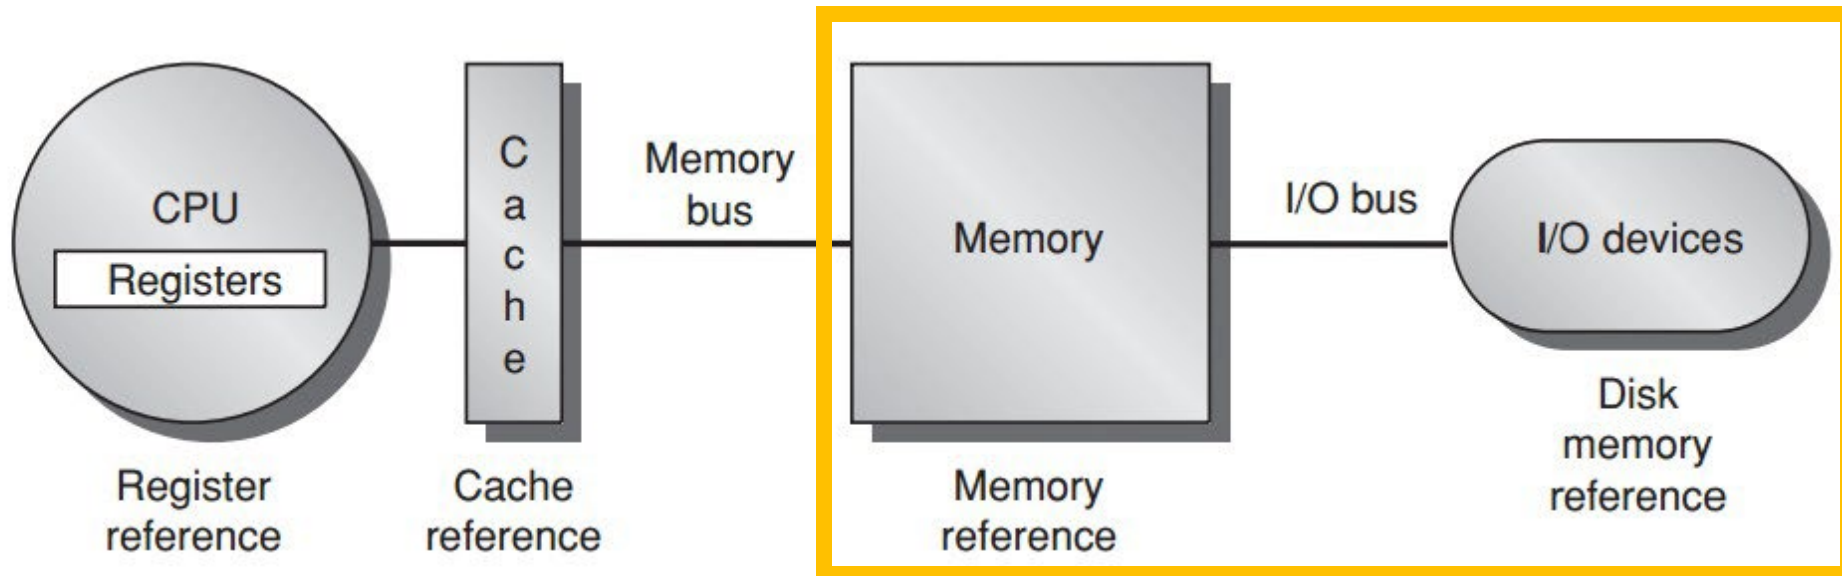 CPU
Registers
Register
reference
C
a
c
h
e
Cache
reference
Memory
bus
Memory
Memory
reference
I/O bus
I/O devices
Disk
memory
reference